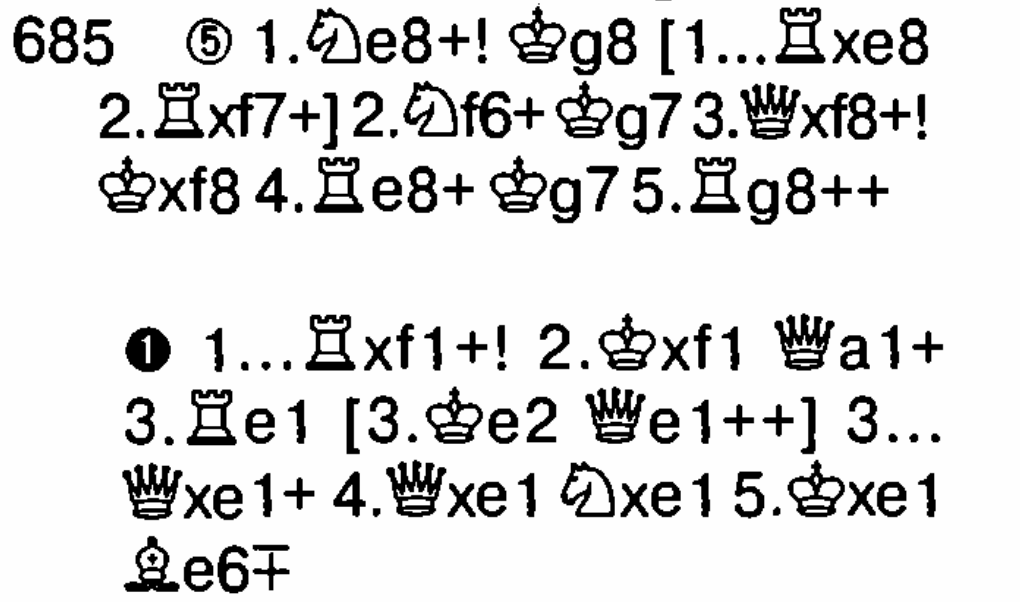 685 ⑤ 1.♘e8+! ♔g8 [1...♖xe8
2.♖xf7+] 2.♘f6+ ♔g7 3.♕xf8+!
♔xf8 4.♖e8+ ♔g7 5.♖g8++
❶ 1...♖xf1+! 2.♔xf1 ♕a1+
3.♖e1 [3.♔e2 ♕e1++] 3...
♕xe1+ 4.♕xe1 ♘xe1 5.♔xe1
♗e6∓